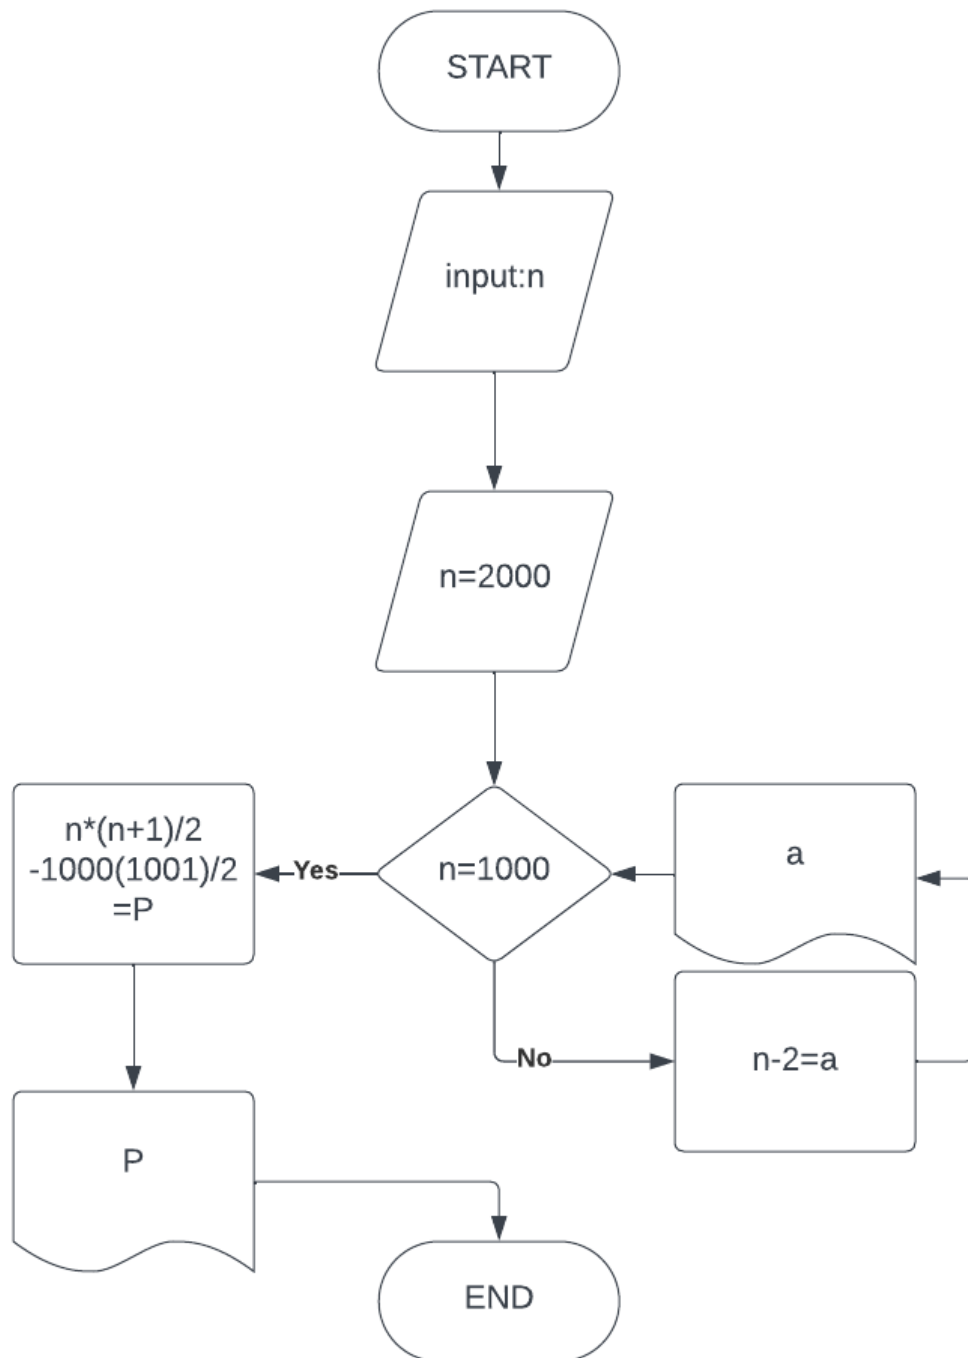 START
input:n
n=2000
n*(n+1)/2
-1000(1001)/2
=P
Yes
n=1000
a
No
n-2=a
P
END